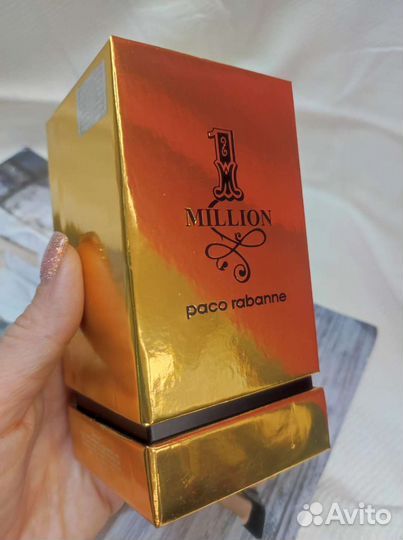 1
MILLION
paco rabanne
Avito